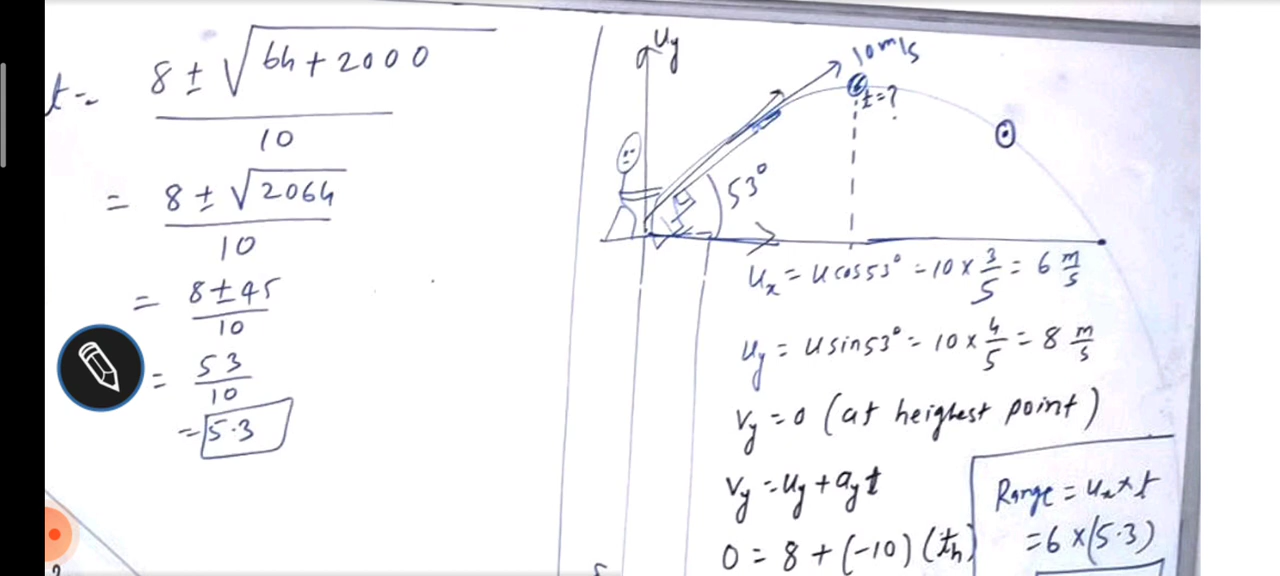 t = 8 ± √64 + 2000
10
= 8 ± √2064
10
= 8 ± 45
10
= 53
10
= 5.3
uy
10 m/s
t = ?
53°
ux = u cos 53° = 10 × 3/5 = 6 m/s
uy = u sin 53° = 10 × 4/5 = 8 m/s
vy = 0 (at heighest point)
vy = uy + ay t
0 = 8 + (-10) (th)
Range = ux × t
= 6 × (5.3)